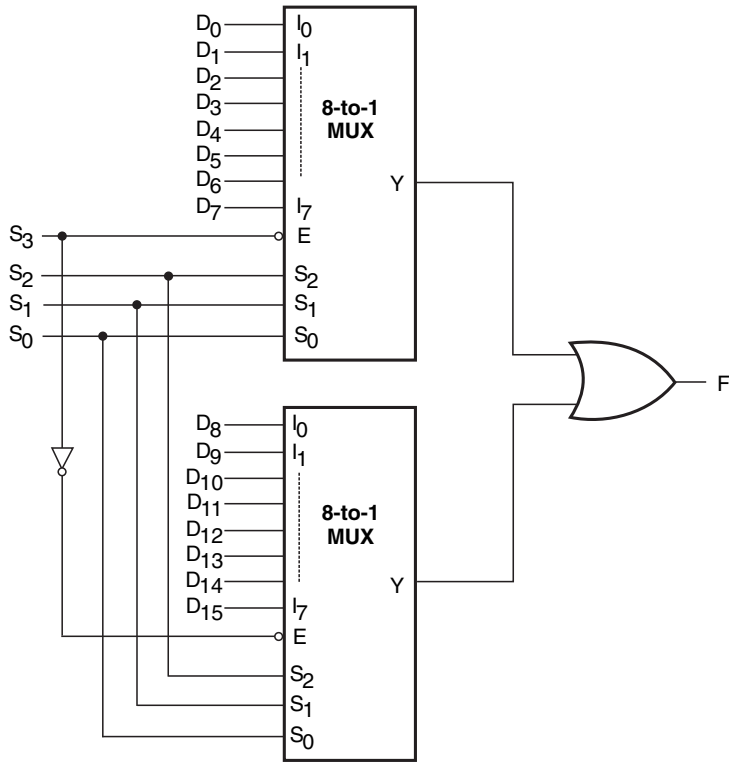 D0 I0
D1 I1
D2
D3
8-to-1
MUX
D4
D5
D6
Y
D7 I7
S3 E
S2 S2
S1 S1
S0 S0
F
D8 I0
D9 I1
D10
D11
8-to-1
MUX
D12
D13
D14
Y
D15 I7
E
S2
S1
S0